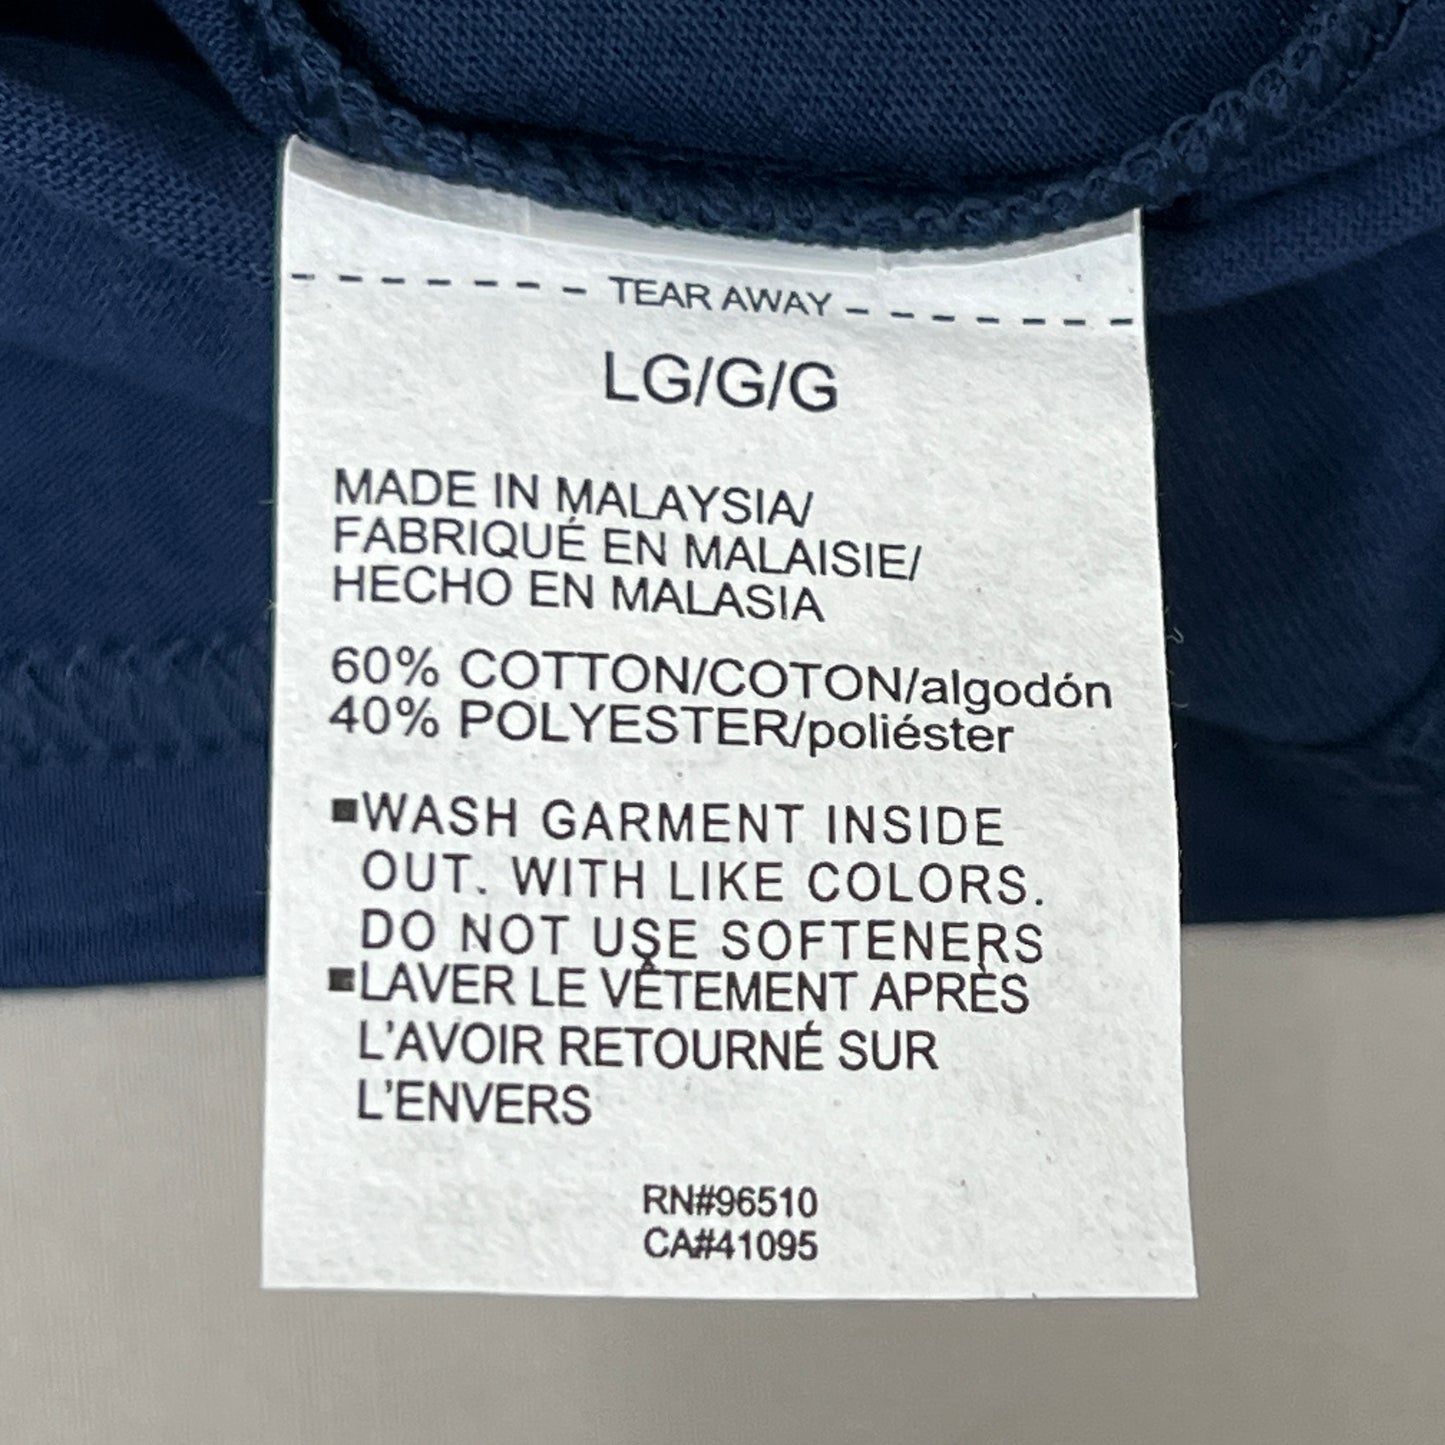 TEAR AWAY
LG/G/G
MADE IN MALAYSIA/
FABRIQUÉ EN MALAISIE/
HECHO EN MALASIA
60% COTTON/COTON/algodón
40% POLYESTER/poliéster
■WASH GARMENT INSIDE
OUT. WITH LIKE COLORS.
DO NOT USE SOFTENERS
■LAVER LE VÊTEMENT APRÈS
L'AVOIR RETOURNÉ SUR
L'ENVERS
RN#96510
CA#41095